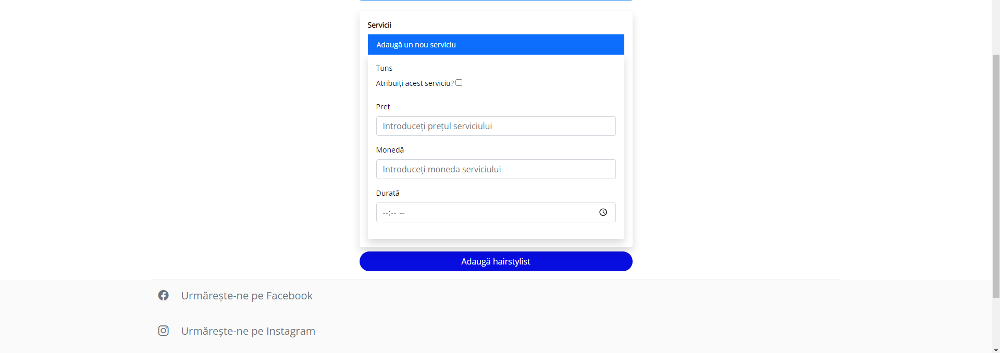 Servicii
Adaugă un nou serviciu
Tuns
Atribuiți acest serviciu?
Preț
Introduceți prețul serviciului
Monedă
Introduceți moneda serviciului
Durată
--:-- --
Adaugă hairstylist
Urmărește-ne pe Facebook
Urmărește-ne pe Instagram